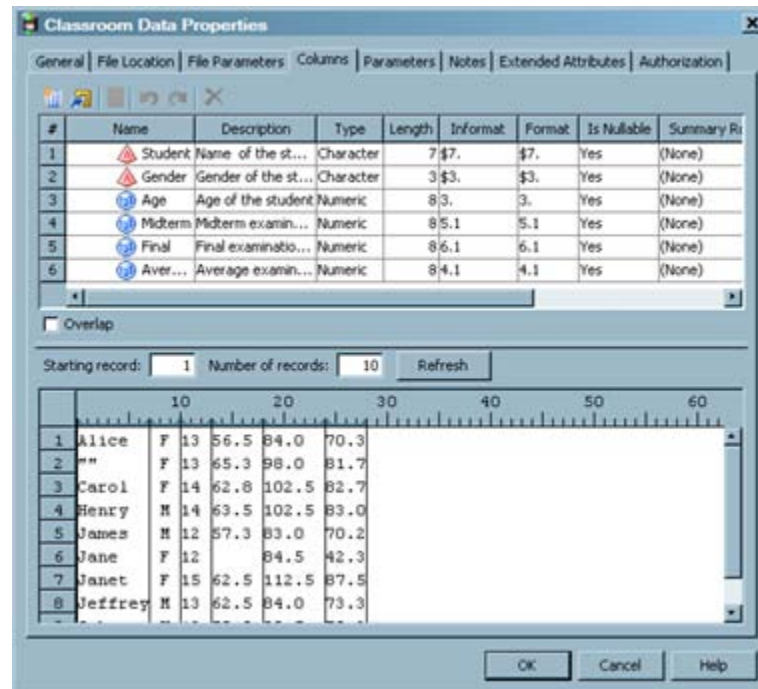 Classroom Data Properties
General File Location File Parameters Columns Parameters Notes Extended Attributes Authorization
# Name Description Type Length Informat Format Is Nullable Summary
1 Student Name of the st... Character 7 $7. $7. Yes (None)
2 Gender Gender of the st... Character 3 $3. $3. Yes (None)
3 Age Age of the student Numeric 8 3. 3. Yes (None)
4 Midterm Midterm examin... Numeric 8 5.1 5.1 Yes (None)
5 Final Final examinatio... Numeric 8 6.1 6.1 Yes (None)
6 Aver... Average examin... Numeric 8 4.1 4.1 Yes (None)
Overlap
Starting record: 1 Number of records: 10 Refresh
10 20 30 40 50 60
1 Alice F 13 56.5 84.0 70.3
2 "" F 13 65.3 98.0 81.7
3 Carol F 14 62.8 102.5 82.7
4 Henry M 14 63.5 102.5 83.0
5 James M 12 57.3 83.0 70.2
6 Jane F 12 84.5 42.3
7 Janet F 15 62.5 112.5 87.5
8 Jeffrey M 13 62.5 84.0 73.3
OK Cancel Help